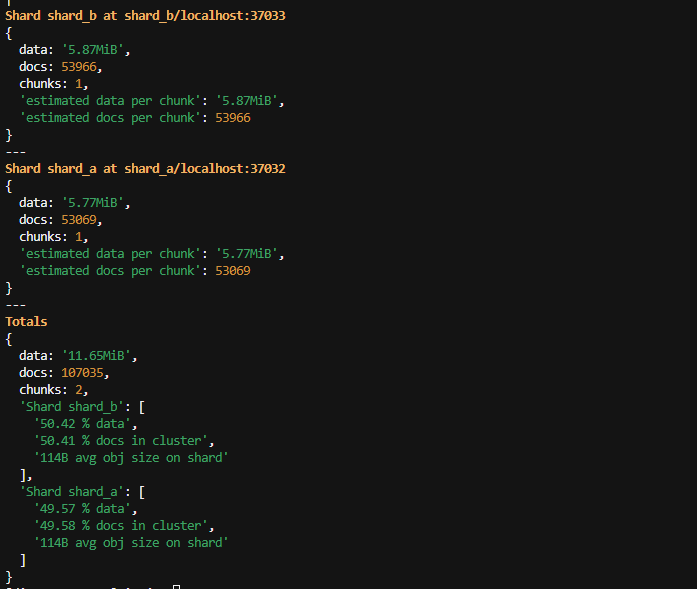 Shard shard_b at shard_b/localhost:37033
{
  data: '5.87MiB',
  docs: 53966,
  chunks: 1,
  'estimated data per chunk': '5.87MiB',
  'estimated docs per chunk': 53966
}
---
Shard shard_a at shard_a/localhost:37032
{
  data: '5.77MiB',
  docs: 53069,
  chunks: 1,
  'estimated data per chunk': '5.77MiB',
  'estimated docs per chunk': 53069
}
---
Totals
{
  data: '11.65MiB',
  docs: 107035,
  chunks: 2,
  'Shard shard_b': [
    '50.42 % data',
    '50.41 % docs in cluster',
    '114B avg obj size on shard'
  ],
  'Shard shard_a': [
    '49.57 % data',
    '49.58 % docs in cluster',
    '114B avg obj size on shard'
  ]
}